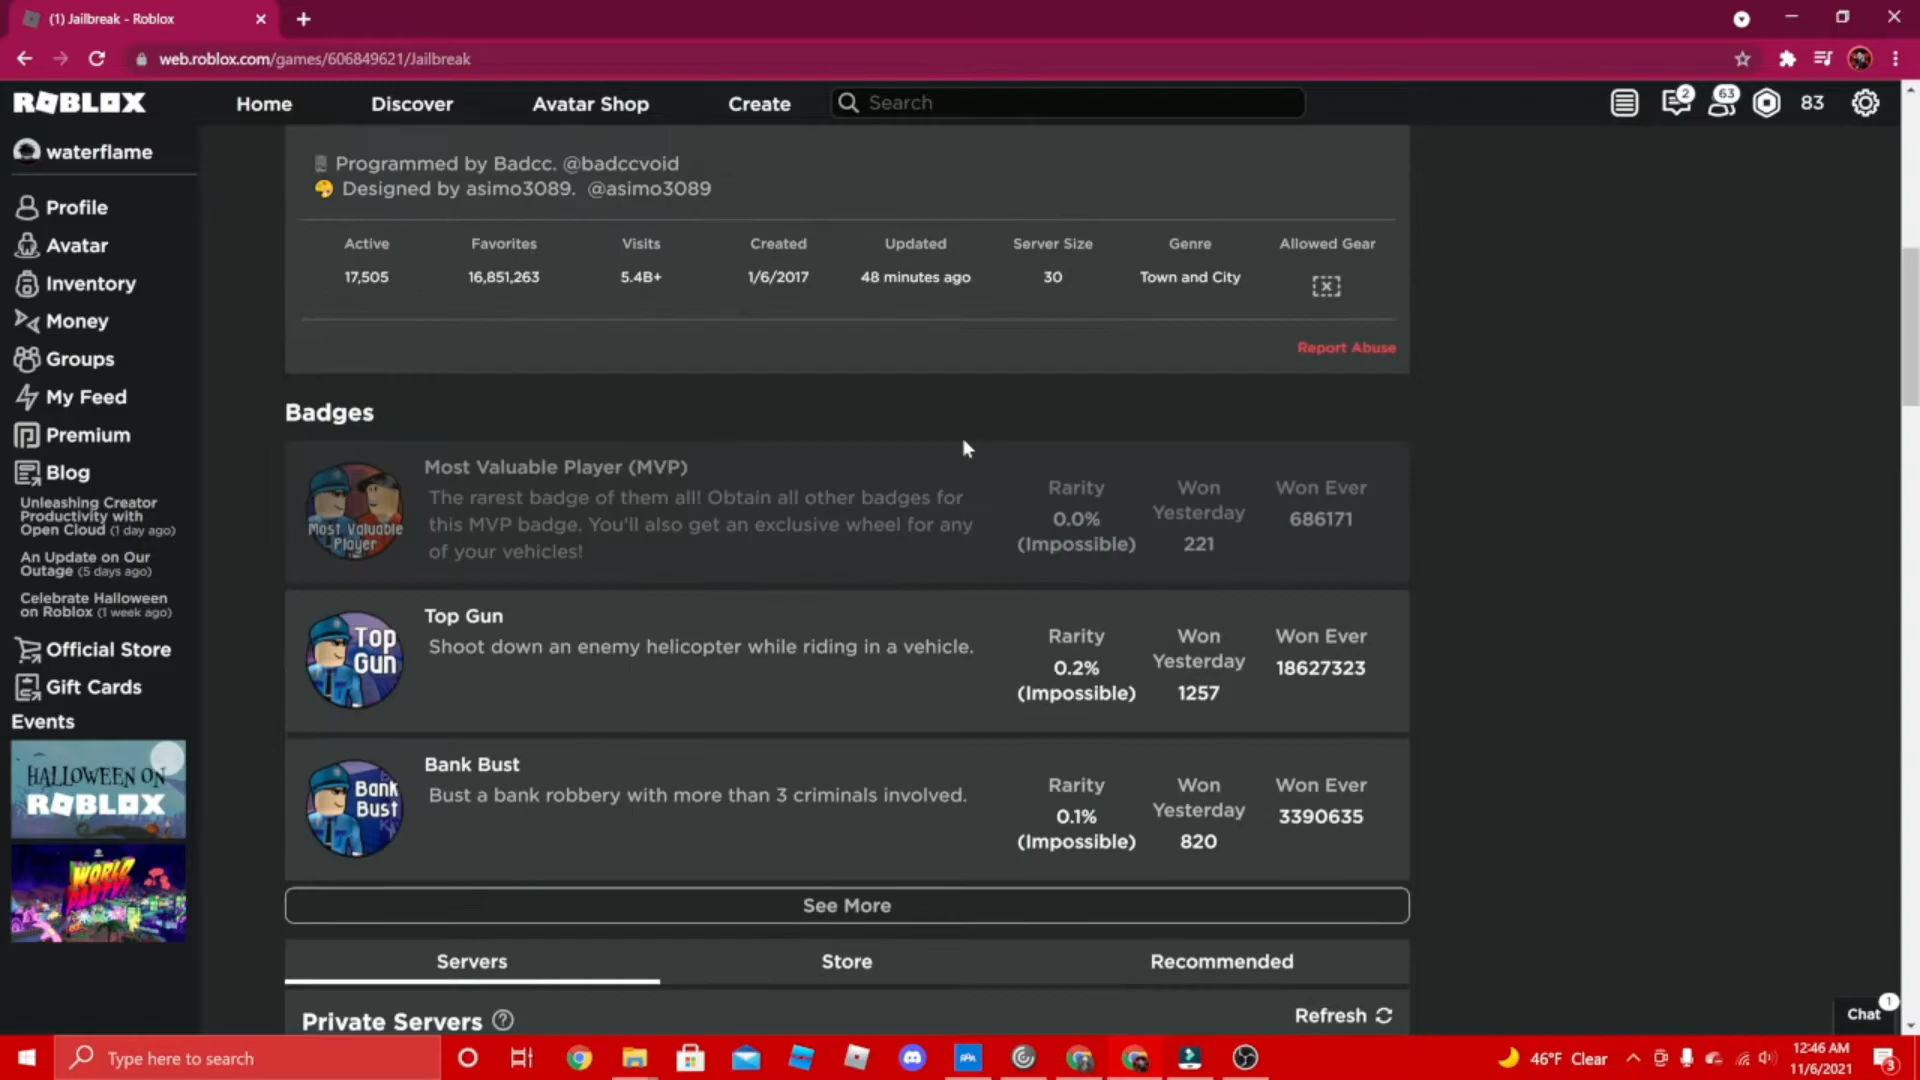 (1) Jailbreak - Roblox
web.roblox.com/games/606849621/Jailbreak
ROBLOX
Home
Discover
Avatar Shop
Create
Search
2
63
83
waterflame
Profile
Avatar
Inventory
Money
Groups
My Feed
Premium
Blog
Unleashing Creator
Productivity with
Open Cloud (1 day ago)
An Update on Our
Outage (5 days ago)
Celebrate Halloween
on Roblox (1 week ago)
Official Store
Gift Cards
Events
HALLOWEEN ON
ROBLOX
WORLD
PARTY
Programmed by Badcc. @badccvoid
Designed by asimo3089. @asimo3089
Active
Favorites
Visits
Created
Updated
Server Size
Genre
Allowed Gear
17,505
16,851,263
5.4B+
1/6/2017
48 minutes ago
30
Town and City
Report Abuse
Badges
Most Valuable
Player
Most Valuable Player (MVP)
The rarest badge of them all! Obtain all other badges for
this MVP badge. You'll also get an exclusive wheel for any
of your vehicles!
Rarity
0.0%
(Impossible)
Won
Yesterday
221
Won Ever
686171
Top
Gun
Top Gun
Shoot down an enemy helicopter while riding in a vehicle.
Rarity
0.2%
(Impossible)
Won
Yesterday
1257
Won Ever
18627323
Bank
Bust
Bank Bust
Bust a bank robbery with more than 3 criminals involved.
Rarity
0.1%
(Impossible)
Won
Yesterday
820
Won Ever
3390635
See More
Servers
Store
Recommended
Private Servers
Refresh
Chat
1
Type here to search
46°F Clear
12:46 AM
11/6/2021
3